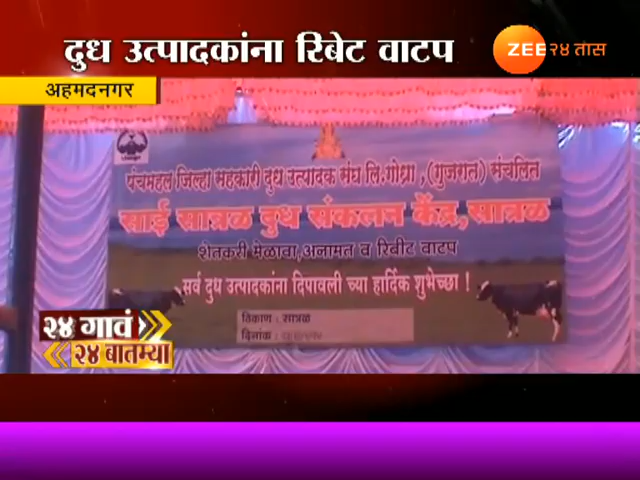 दुध उत्पादकांना रिबेट वाटप
ZEE २४ तास
अहमदनगर
पंचमहल जिल्हा सहकारी दुध उत्पादक संघ लि.गोध्रा ,(गुजरात) संचलित
साई सात्रळ दुध संकलन केंद्र,सात्रळ
शेतकरी मेळावा,अनामत व रिबीट वाटप
सर्व दुध उत्पादकांना दिपावली च्या हार्दिक शुभेच्छा !
ठिकाण : सात्रळ
दिनांक :
२४ गावं
२४ बातम्या